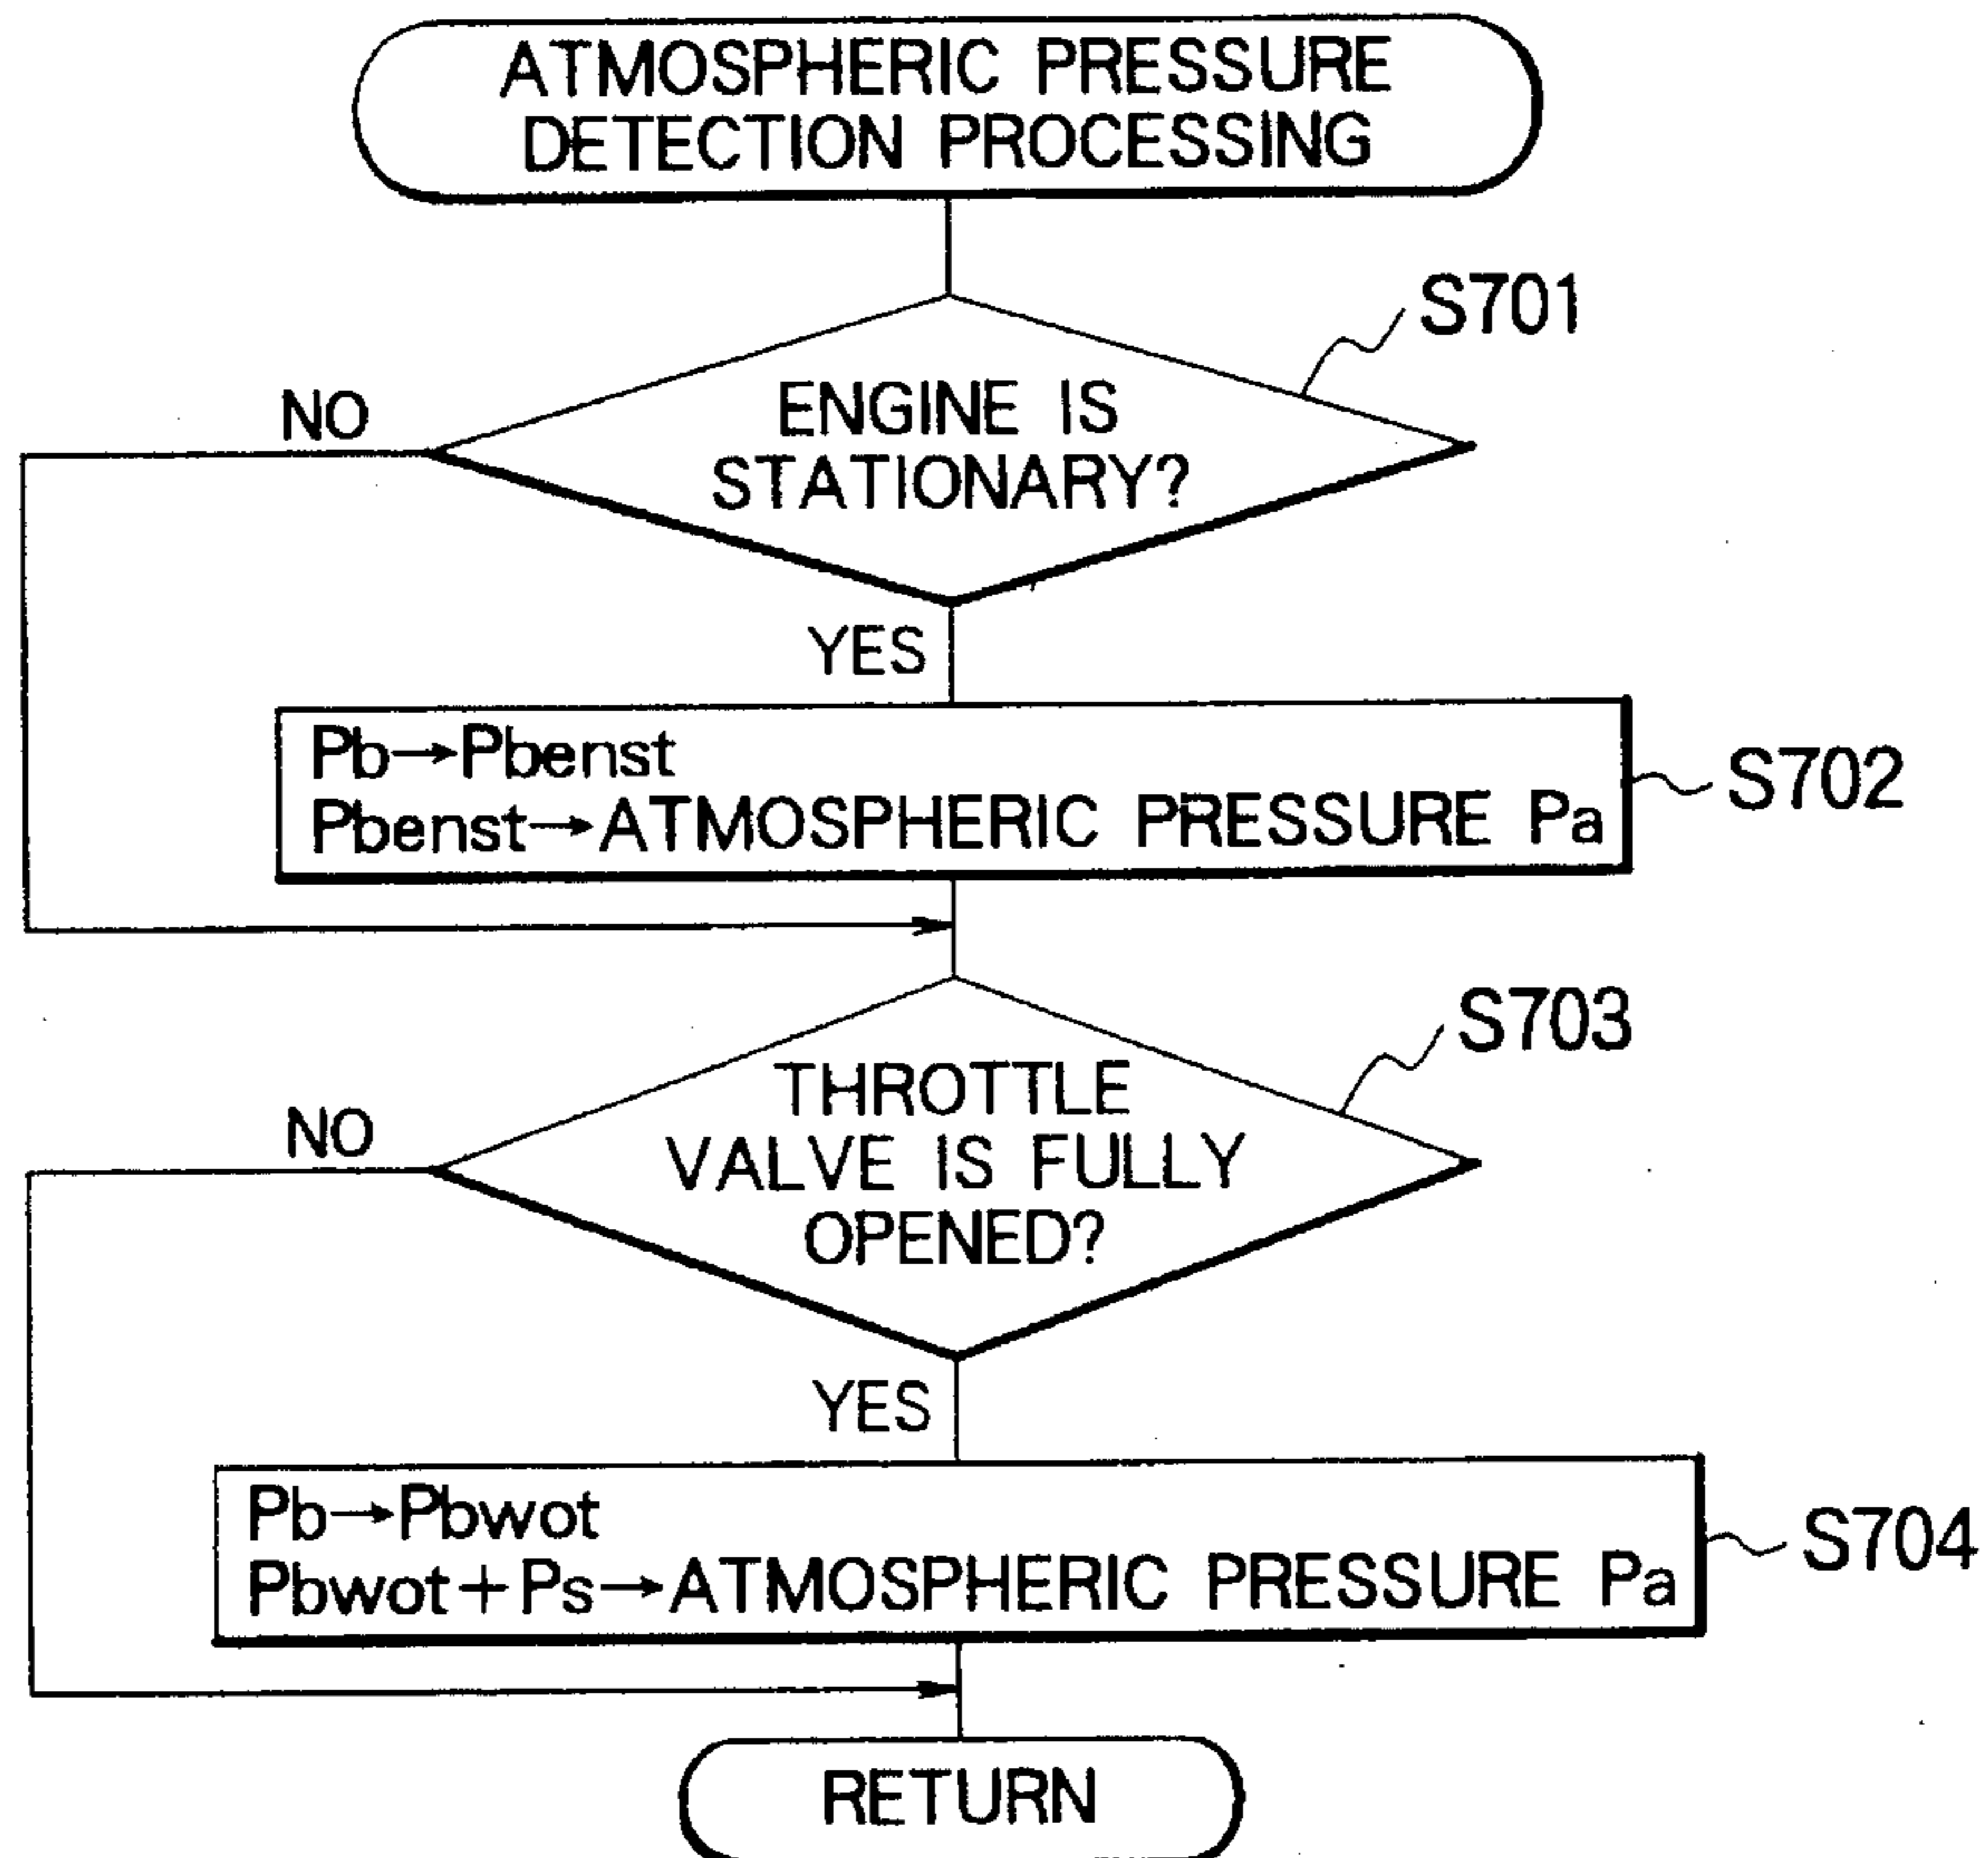 ATMOSPHERIC PRESSURE
DETECTION PROCESSING
S701
NO
ENGINE IS
STATIONARY?
YES
Pb→Pbenst
Pbenst→ATMOSPHERIC PRESSURE Pa
S702
S703
NO
THROTTLE
VALVE IS FULLY
OPENED?
YES
Pb→Pbwot
Pbwot+Ps→ATMOSPHERIC PRESSURE Pa
S704
RETURN